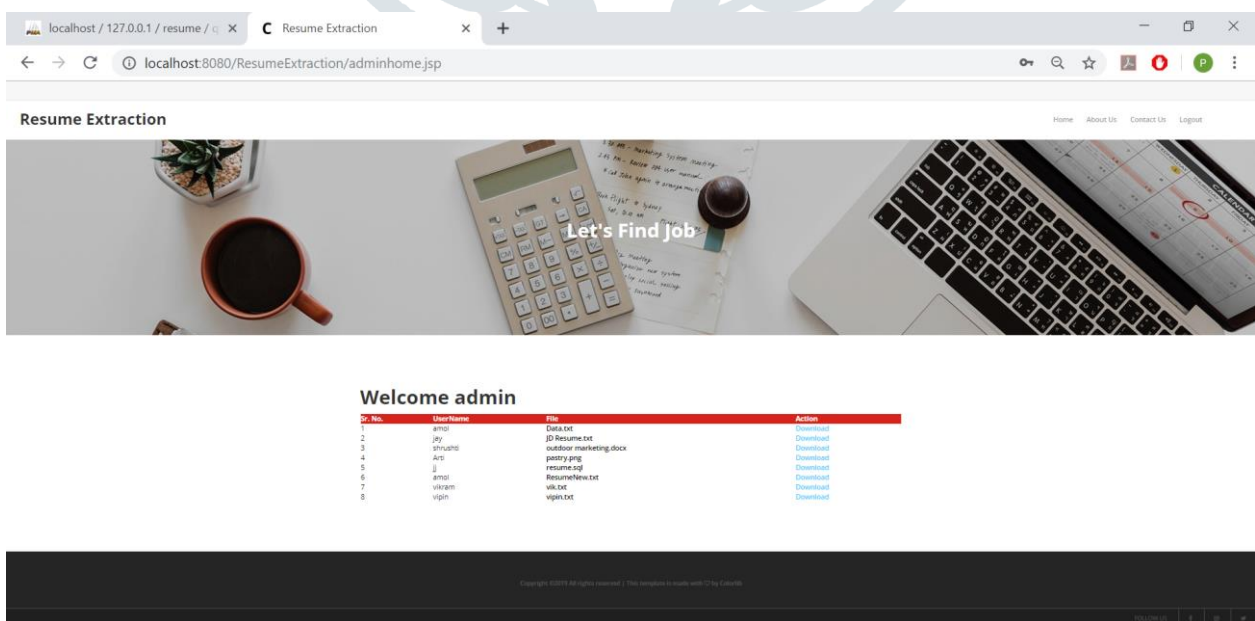 localhost / 127.0.0.1 / resume /
Resume Extraction
localhost:8080/ResumeExtraction/adminhome.jsp
P
Resume Extraction
Home About Us Contact Us Logout
Let's Find Job
CALENDAR
Welcome admin
Sr. No. UserName File Action
1 amol Data.txt Download
2 jay JD Resume.txt Download
3 shrushti outdoor marketing.docx Download
4 Arti pastry.png Download
5 jj resume.sql Download
6 amol ResumeNew.txt Download
7 vikram vik.txt Download
8 vipin vipin.txt Download
Copyright ©2019 All rights reserved | This template is made with ♡ by Colorlib
FOLLOW US